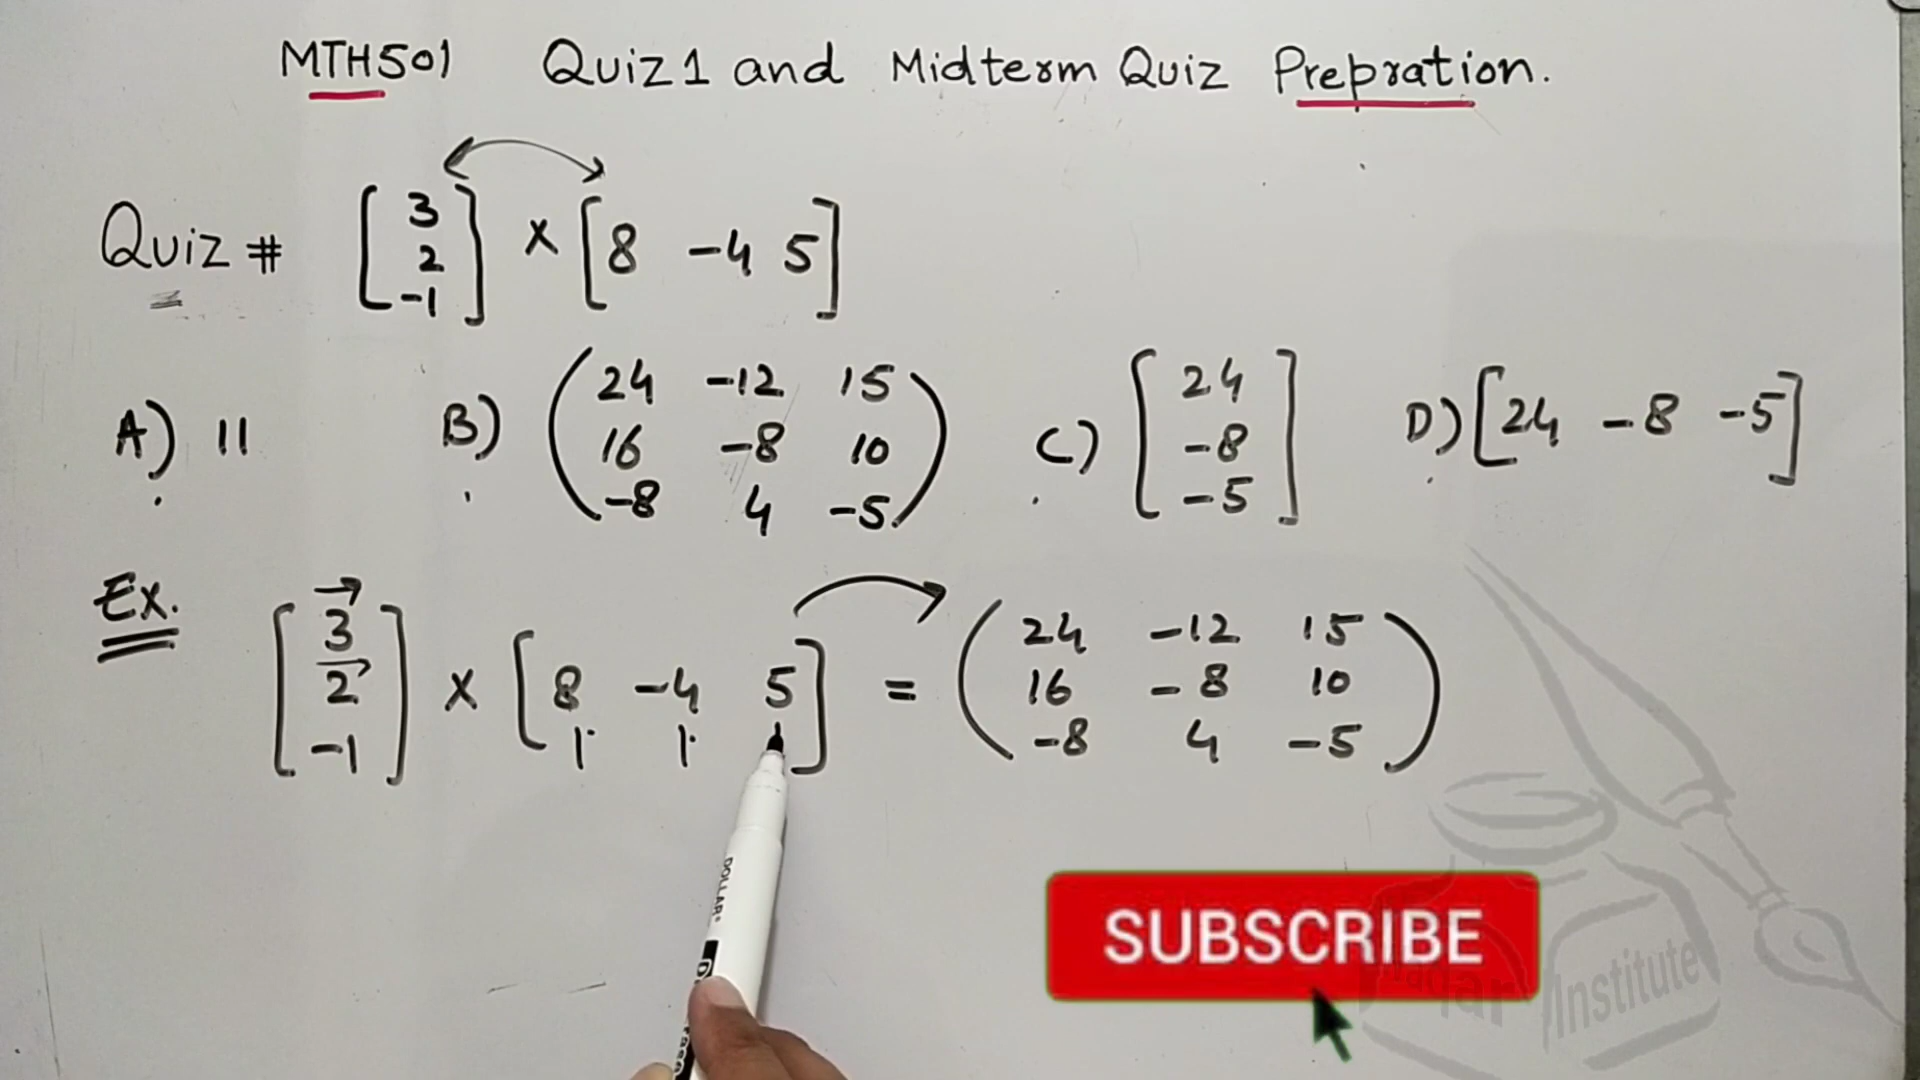 MTH501 Quiz 1 and Midterm Quiz Prepration.
Quiz # [3 2 -1] × [8 -4 5]
A) 11 B) (24 -12 15
16 -8 10
-8 4 -5) C) [24 -8 -5] D) [24 -8 -5]
Ex. [3 2 -1] × [8 -4 5] = (24 -12 15
16 -8 10
-8 4 -5)
DOLLAR
SUBSCRIBE
Institute